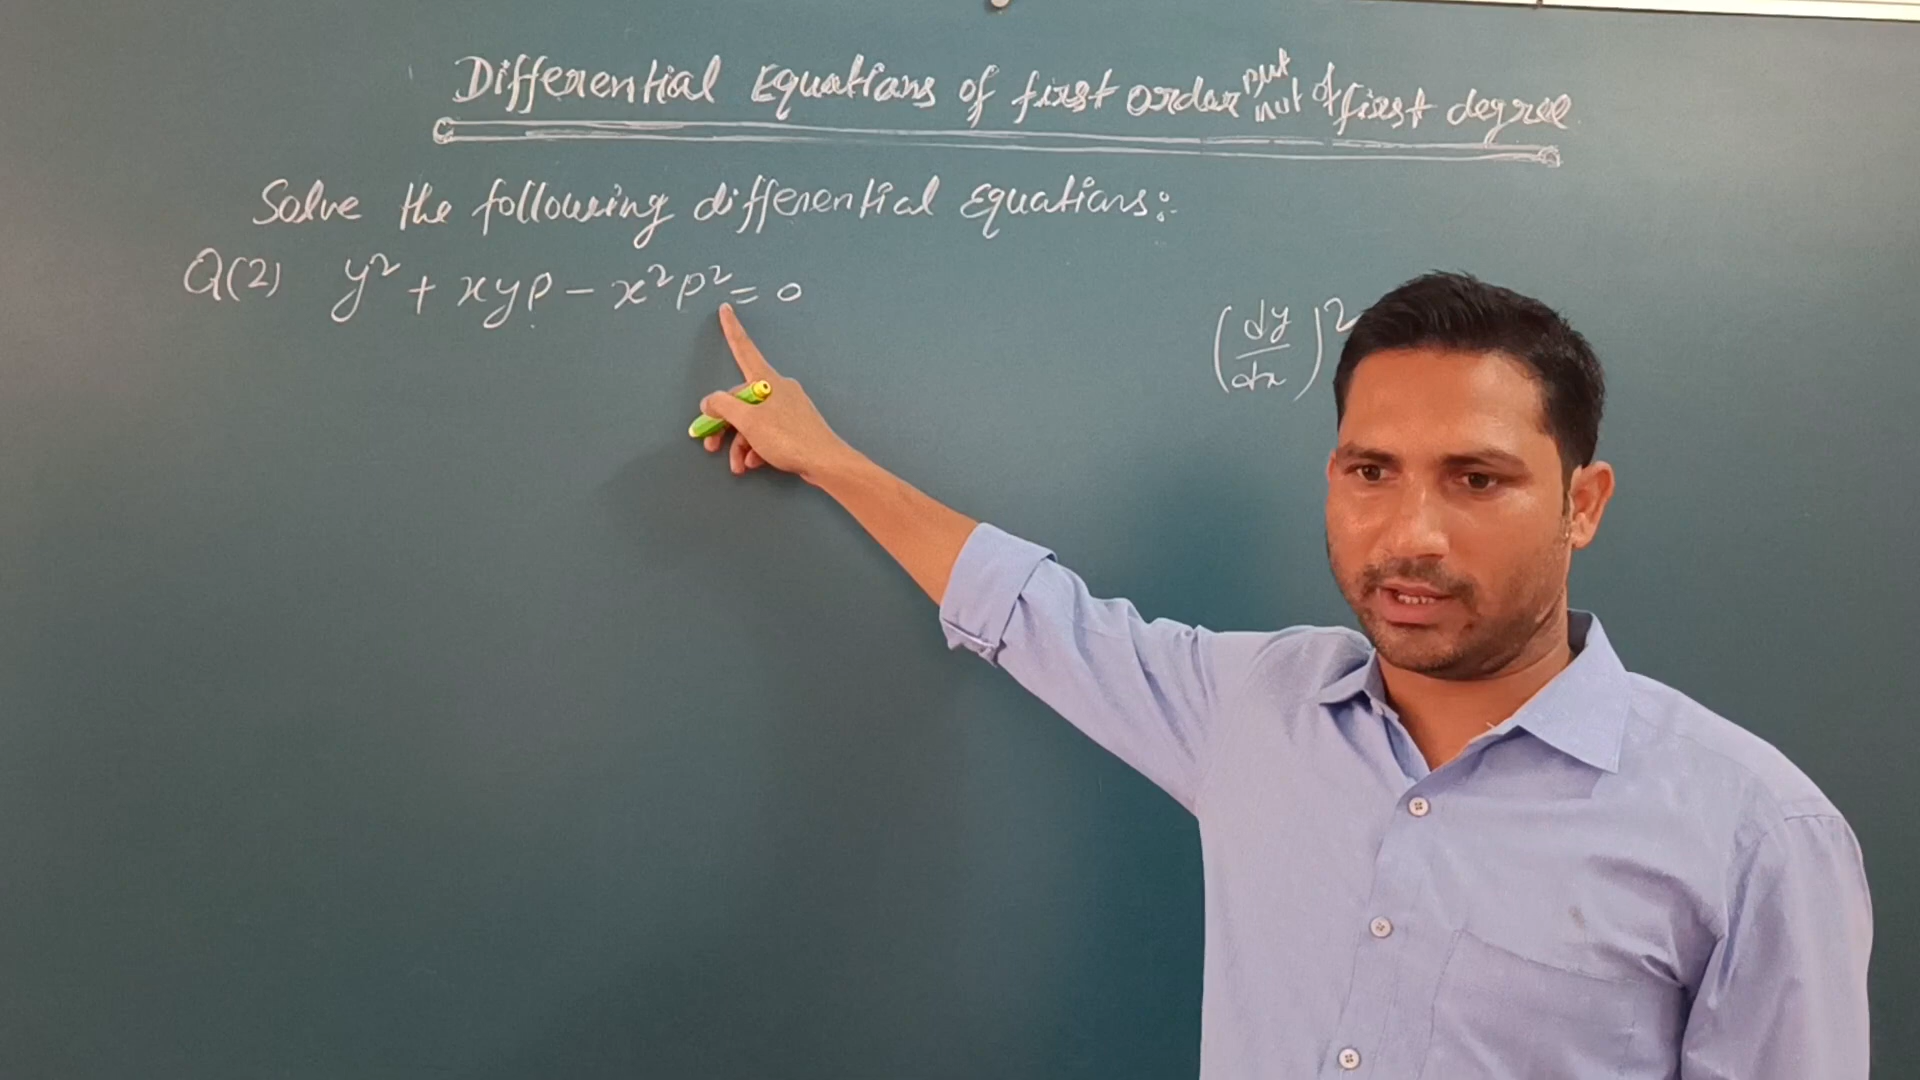 Differential Equations of first order but not of first degree
Solve the following differential Equations:-
Q(2) y² + xyp - x²p² = 0
(dy/dx)²